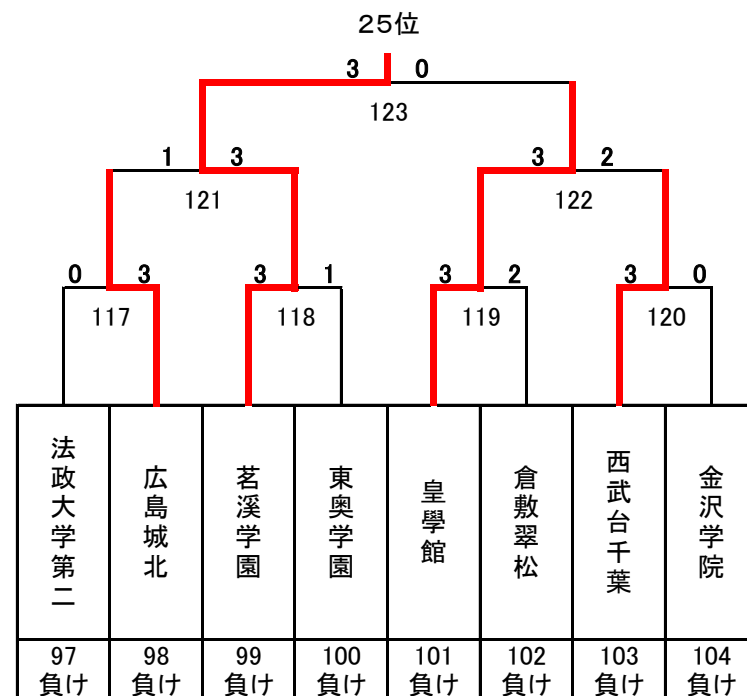 25位
3 0
123
1 3 3 2
121 122
0 3 3 1 3 2 3 0
117 118 119 120
法政大学第二
広島城北
茗溪学園
東奥学園
皇學館
倉敷翠松
西武台千葉
金沢学院
97 98 99 100 101 102 103 104
負け 負け 負け 負け 負け 負け 負け 負け